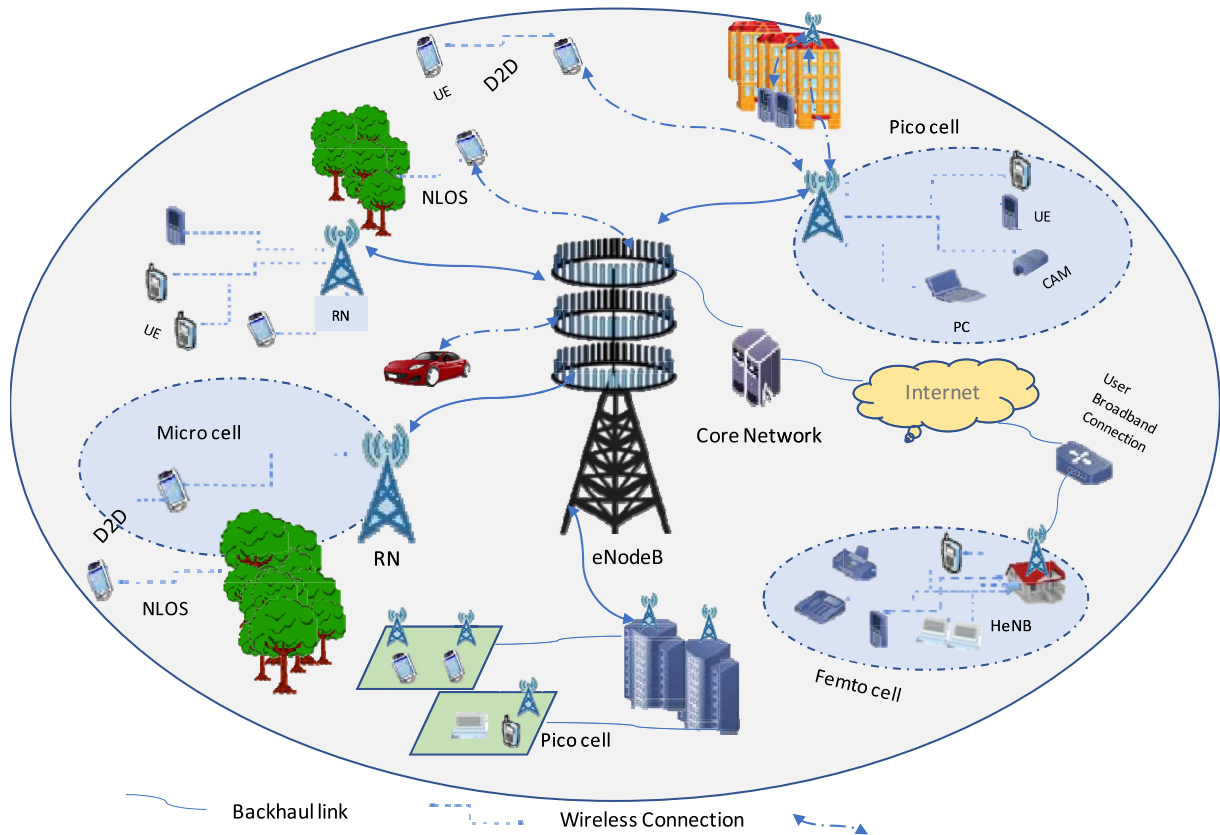 UE
D2D
UE
Pico cell
NLOS
UE
CAM
PC
RN
UE
Micro cell
D2D
NLOS
RN
eNodeB
Core Network
Internet
User
Broadband
Connection
HeNB
Femto cell
Pico cell
Backhaul link
Wireless Connection